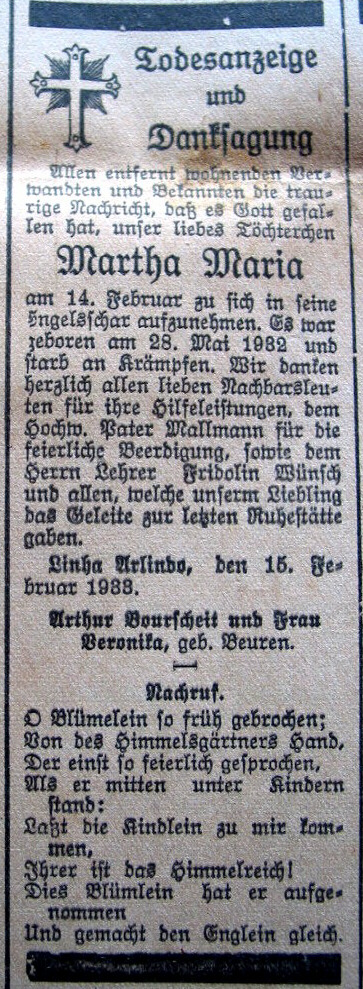 Todesanzeige
und
Danksagung
Allen entfernt wohnenden Ver-
wandten und Bekannten die trau-
rige Nachricht, daß es Gott gefal-
len hat, unser liebes Töchterchen
Martha Maria
am 14. Februar zu sich in seine
Engelsschar aufzunehmen. Es war
geboren am 28. Mai 1932 und
starb an Krämpfen. Wir danken
herzlich allen lieben Nachbarsleu-
ten für ihre Hilfeleistungen, dem
Hochw. Pater Mallmann für die
feierliche Beerdigung, sowie dem
Herrn Lehrer Fridolin Wünsch
und allen, welche unserm Liebling
das Geleite zur letzten Ruhestätte
gaben.
Linha Arlindo, den 15. Fe-
bruar 1933.
Arthur Bourscheit und Frau
Veronika, geb. Beuren.
Nachruf.
O Blümelein so früh gebrochen;
Von des Himmelsgärtners Hand,
Der einst so feierlich gesprochen,
Als er mitten unter Kindern
stand:
Laßt die Kindlein zu mir kom-
men,
Ihrer ist das Himmelreich!
Dies Blümlein hat er aufge-
nommen
Und gemacht den Englein gleich.